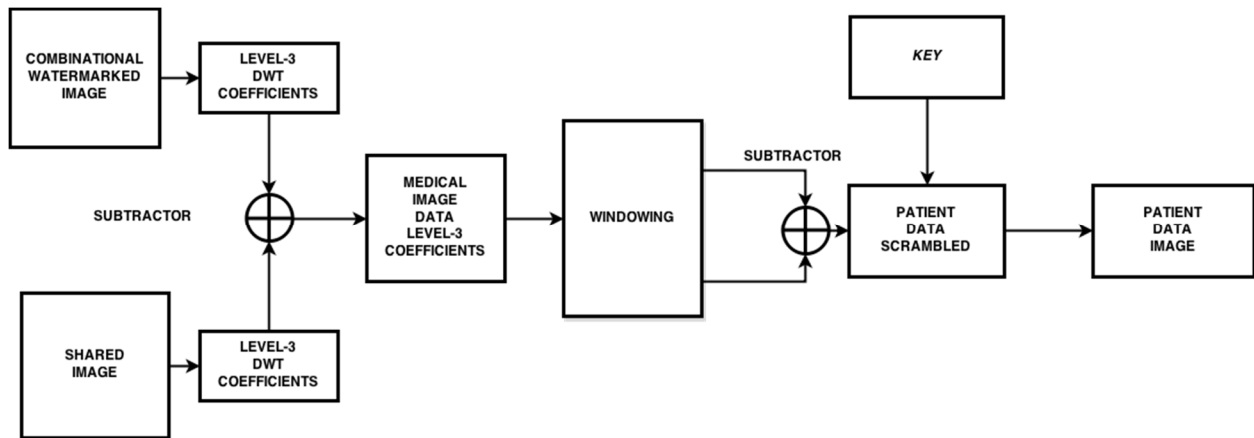 COMBINATIONAL
WATERMARKED
IMAGE
LEVEL-3
DWT
COEFFICIENTS
SUBTRACTOR
SHARED
IMAGE
LEVEL-3
DWT
COEFFICIENTS
MEDICAL
IMAGE
DATA
LEVEL-3
COEFFICIENTS
WINDOWING
SUBTRACTOR
KEY
PATIENT
DATA
SCRAMBLED
PATIENT
DATA
IMAGE